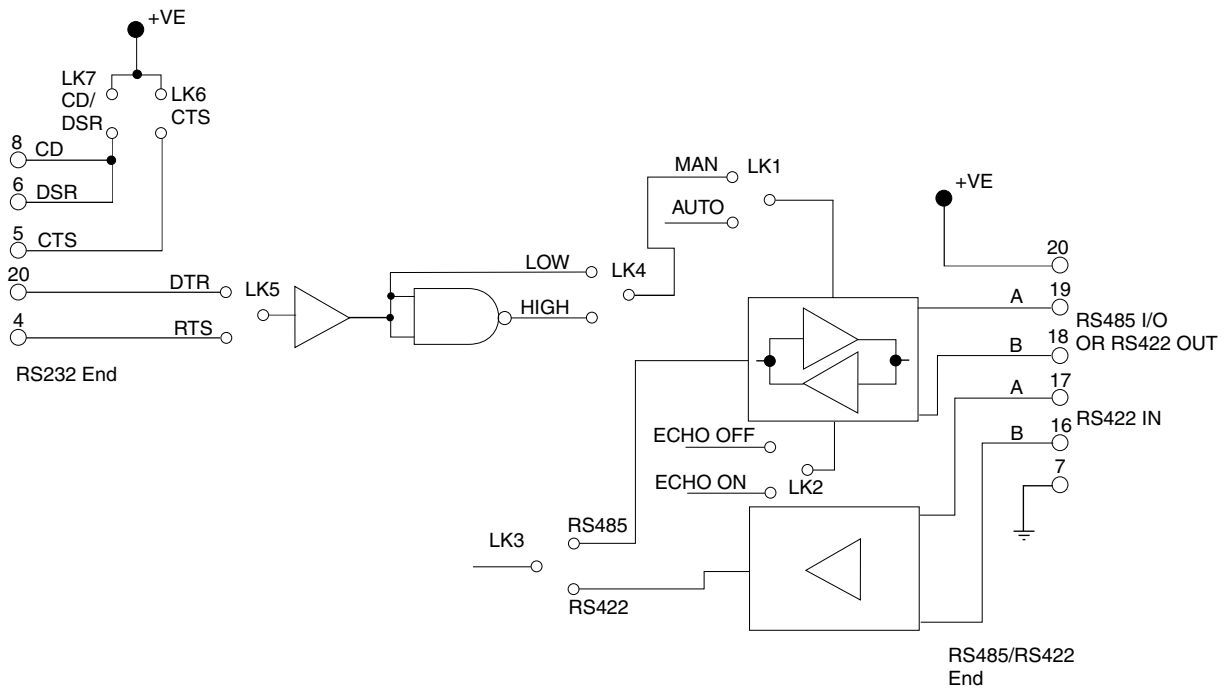 +VE
LK7
CD/
DSR
LK6
CTS
8
CD
6
DSR
5
CTS
20
DTR
LK5
4
RTS
RS232 End
LOW
HIGH
LK4
MAN
LK1
AUTO
+VE
20
A
19
RS485 I/O
OR RS422 OUT
B
18
A
17
RS422 IN
B
16
7
ECHO OFF
ECHO ON
LK2
LK3
RS485
RS422
RS485/RS422
End